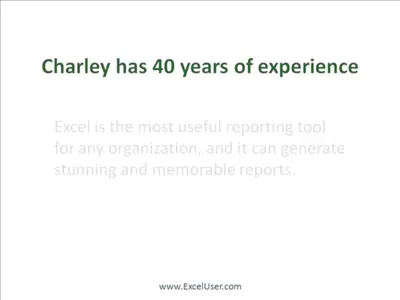 Charley has 40 years of experience
Excel is the most useful reporting tool
for any organization, and it can generate
stunning and memorable reports.
www.ExcelUser.com